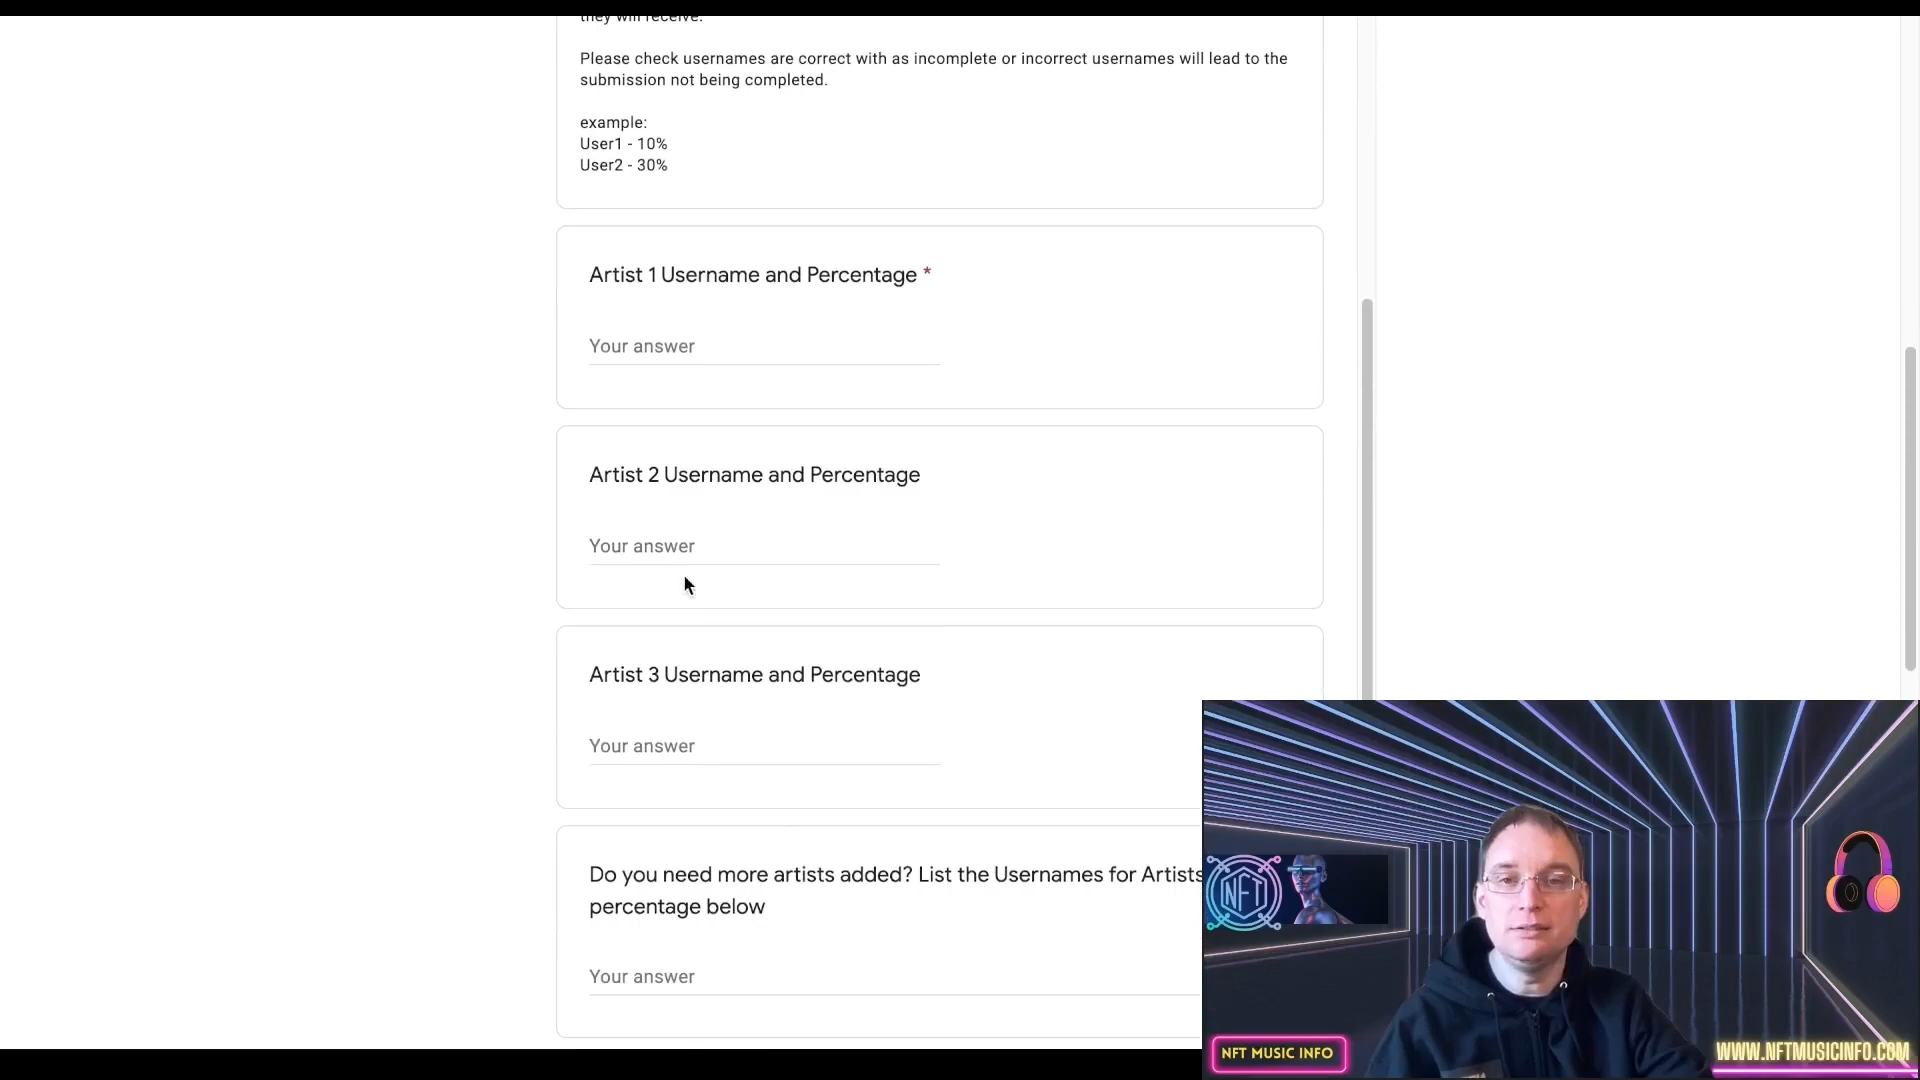 they will receive.
Please check usernames are correct with as incomplete or incorrect usernames will lead to the
submission not being completed.
example:
User1 - 10%
User2 - 30%
Artist 1 Username and Percentage *
Your answer
Artist 2 Username and Percentage
Your answer
Artist 3 Username and Percentage
Your answer
Do you need more artists added? List the Usernames for Artists
percentage below
Your answer
NFT
NFT MUSIC INFO
WWW.NFTMUSICINFO.COM